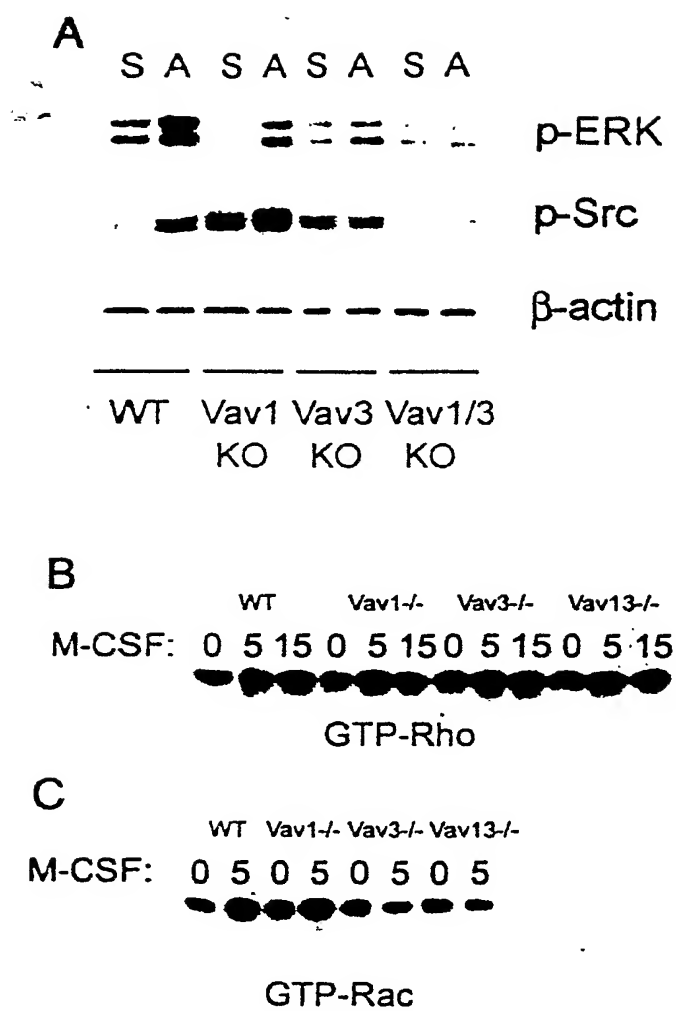 A
S A S A S A S A
p-ERK
p-Src
β-actin
WT Vav1 Vav3 Vav1/3
KO KO KO
B
WT Vav1-/- Vav3-/- Vav13-/-
M-CSF: 0 5 15 0 5 15 0 5 15 0 5 15
GTP-Rho
C
WT Vav1-/- Vav3-/- Vav13-/-
M-CSF: 0 5 0 5 0 5 0 5
GTP-Rac